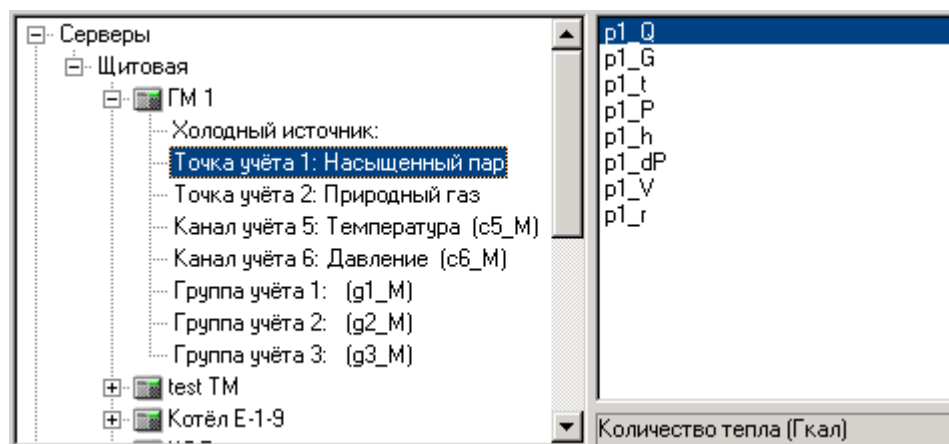 Серверы
Щитовая
ГМ 1
Холодный источник:
Точка учёта 1: Насыщенный пар
Точка учёта 2: Природный газ
Канал учёта 5: Температура (c5_M)
Канал учёта 6: Давление (c6_M)
Группа учёта 1: (g1_M)
Группа учёта 2: (g2_M)
Группа учёта 3: (g3_M)
test TM
Котёл Е-1-9
p1_Q
p1_G
p1_t
p1_P
p1_h
p1_dP
p1_V
p1_r
Количество тепла (Гкал)